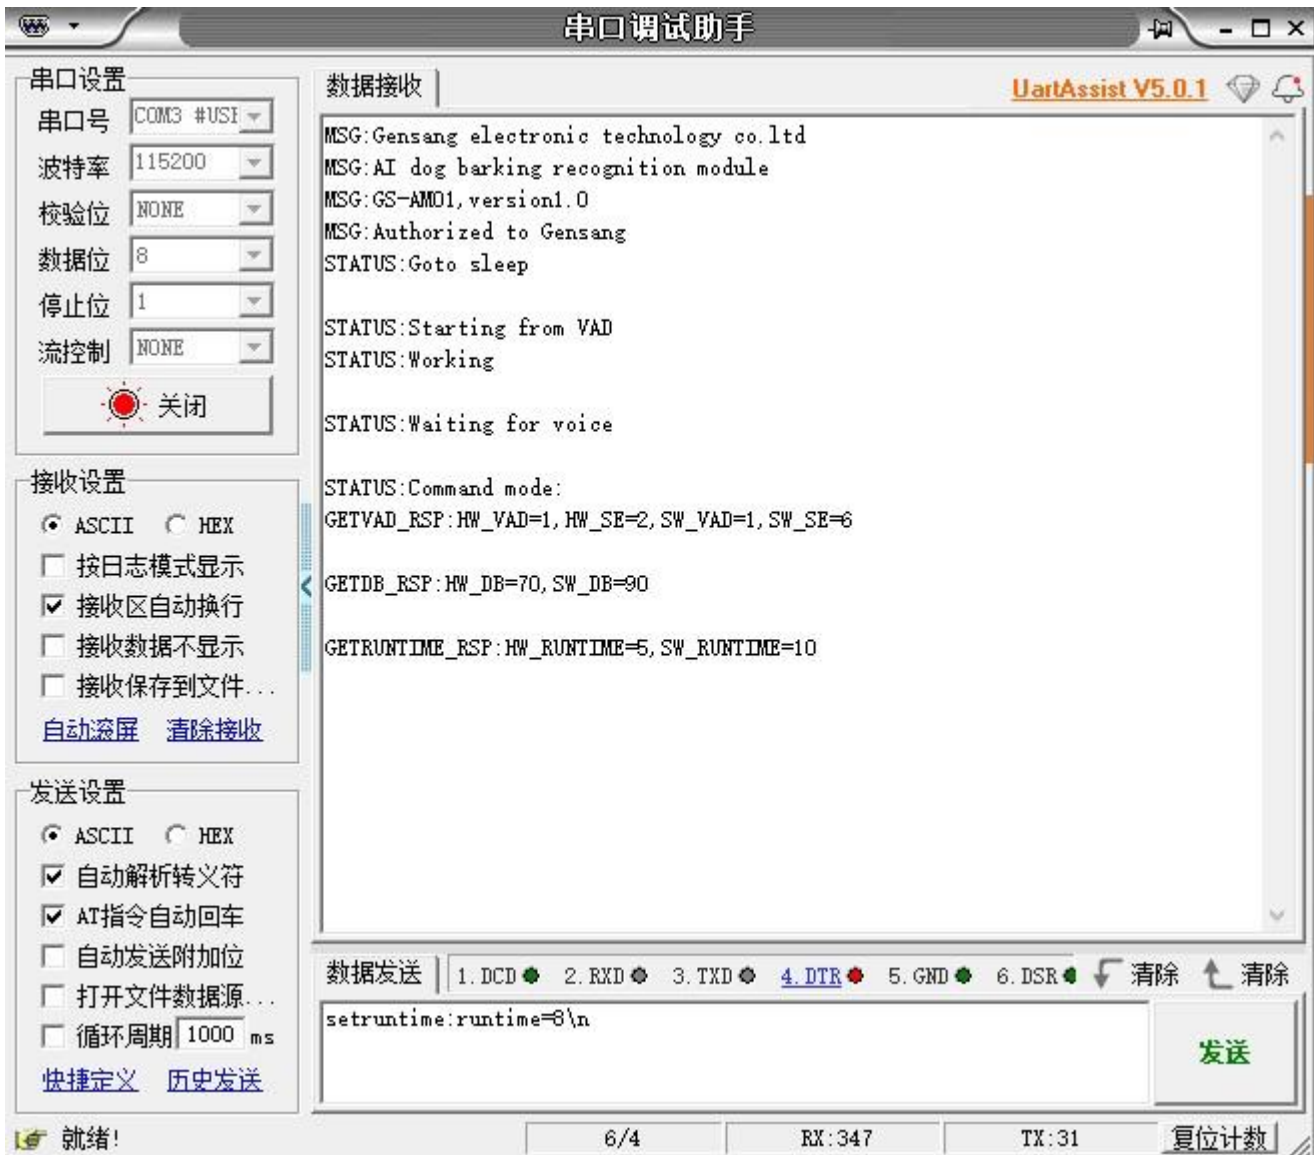 串口调试助手
串口设置
串口号 COM3 #USI
波特率 115200
校验位 NONE
数据位 8
停止位 1
流控制 NONE
关闭
接收设置
ASCII HEX
按日志模式显示
接收区自动换行
接收数据不显示
接收保存到文件...
自动滚屏 清除接收
发送设置
ASCII HEX
自动解析转义符
AT指令自动回车
自动发送附加位
打开文件数据源...
循环周期 1000 ms
快捷定义 历史发送
数据接收 UartAssist V5.0.1
MSG:Gensang electronic technology co.ltd
MSG:AI dog barking recognition module
MSG:GS-AM01,version1.0
MSG:Authorized to Gensang
STATUS:Goto sleep
STATUS:Starting from VAD
STATUS:Working
STATUS:Waiting for voice
STATUS:Command mode:
GETVAD_RSP:HW_VAD=1,HW_SE=2,SW_VAD=1,SW_SE=6
GETDB_RSP:HW_DB=70,SW_DB=90
GETRUNTIME_RSP:HW_RUNTIME=5,SW_RUNTIME=10
数据发送 1.DCD 2.RXD 3.TXD 4.DTR 5.GND 6.DSR 清除 清除
setruntime:runtime=8\n
发送
就绪! 6/4 RX:347 TX:31 复位计数